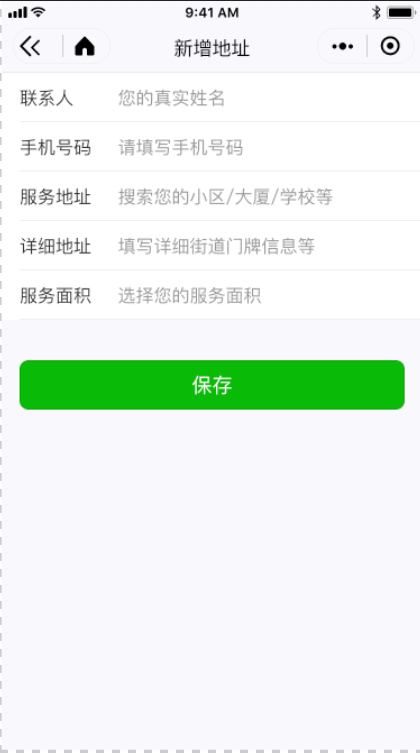 9:41 AM
新增地址
联系人 您的真实姓名
手机号码 请填写手机号码
服务地址 搜索您的小区/大厦/学校等
详细地址 填写详细街道门牌信息等
服务面积 选择您的服务面积
保存